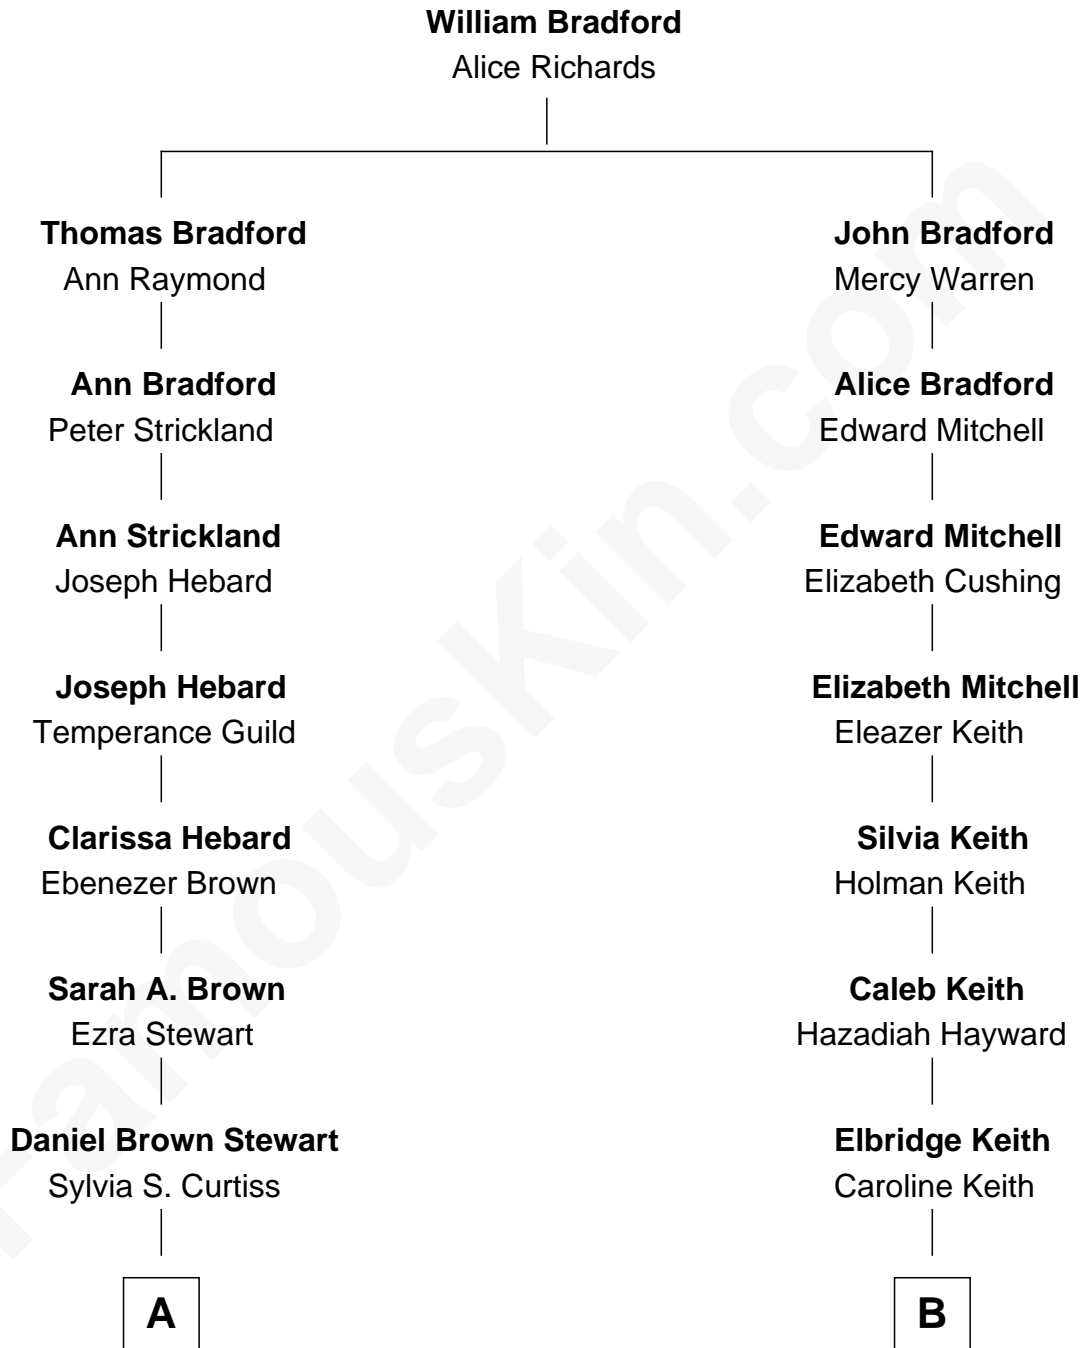 William Bradford
Alice Richards
Thomas Bradford
Ann Raymond
John Bradford
Mercy Warren
Ann Bradford
Peter Strickland
Alice Bradford
Edward Mitchell
Ann Strickland
Joseph Hebard
Edward Mitchell
Elizabeth Cushing
Joseph Hebard
Temperance Guild
Elizabeth Mitchell
Eleazer Keith
Clarissa Hebard
Ebenezer Brown
Silvia Keith
Holman Keith
Sarah A. Brown
Ezra Stewart
Caleb Keith
Hazadiah Hayward
Daniel Brown Stewart
Sylvia S. Curtiss
Elbridge Keith
Caroline Keith
A
B
FamousKin.com